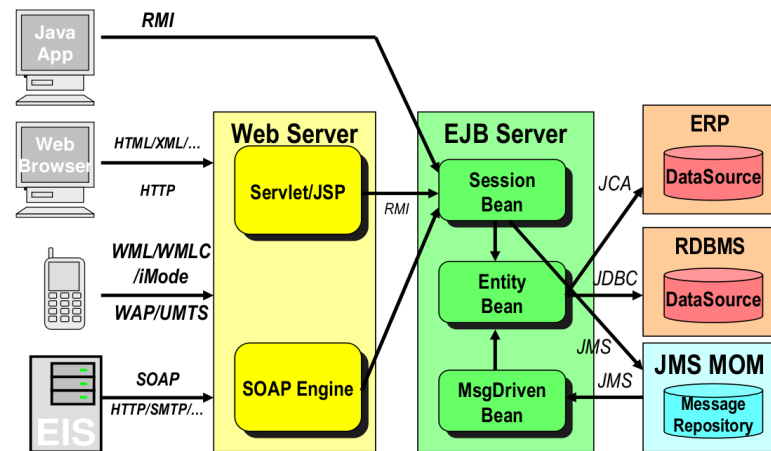 Java
App
RMI
Web
Browser
HTML/XML/...
HTTP
WML/WMLC
/iMode
WAP/UMTS
EIS
SOAP
HTTP/SMTP/...
Web Server
Servlet/JSP
SOAP Engine
RMI
EJB Server
Session
Bean
Entity
Bean
MsgDriven
Bean
JCA
JDBC
JMS
JMS
ERP
DataSource
RDBMS
DataSource
JMS MOM
Message
Repository